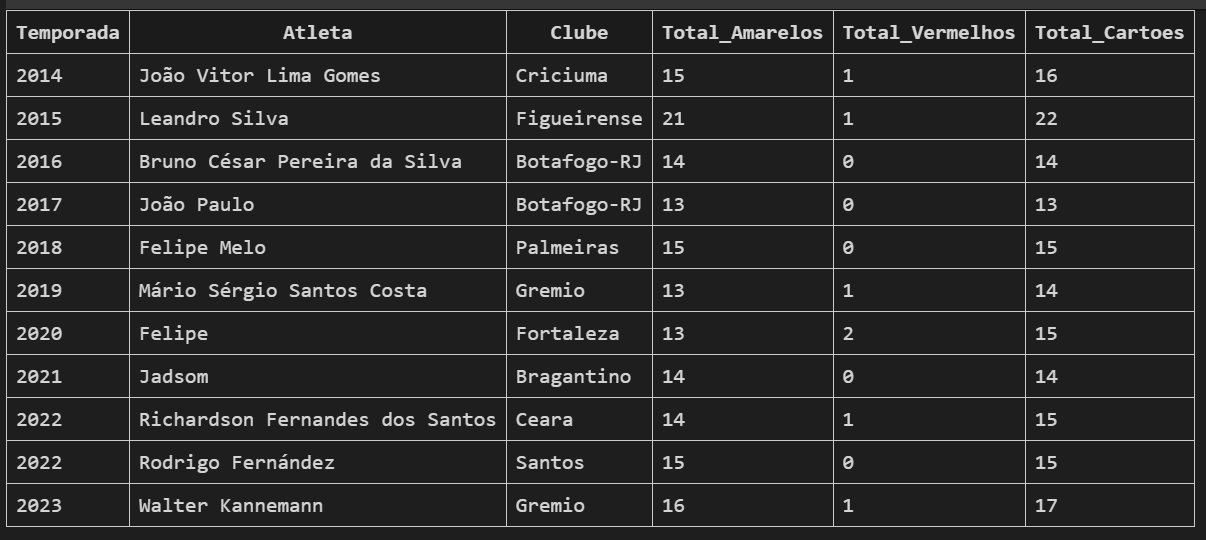 Temporada Atleta Clube Total_Amarelos Total_Vermelhos Total_Cartoes
2014 João Vitor Lima Gomes Criciuma 15 1 16
2015 Leandro Silva Figueirense 21 1 22
2016 Bruno César Pereira da Silva Botafogo-RJ 14 0 14
2017 João Paulo Botafogo-RJ 13 0 13
2018 Felipe Melo Palmeiras 15 0 15
2019 Mário Sérgio Santos Costa Gremio 13 1 14
2020 Felipe Fortaleza 13 2 15
2021 Jadsom Bragantino 14 0 14
2022 Richardson Fernandes dos Santos Ceara 14 1 15
2022 Rodrigo Fernández Santos 15 0 15
2023 Walter Kannemann Gremio 16 1 17